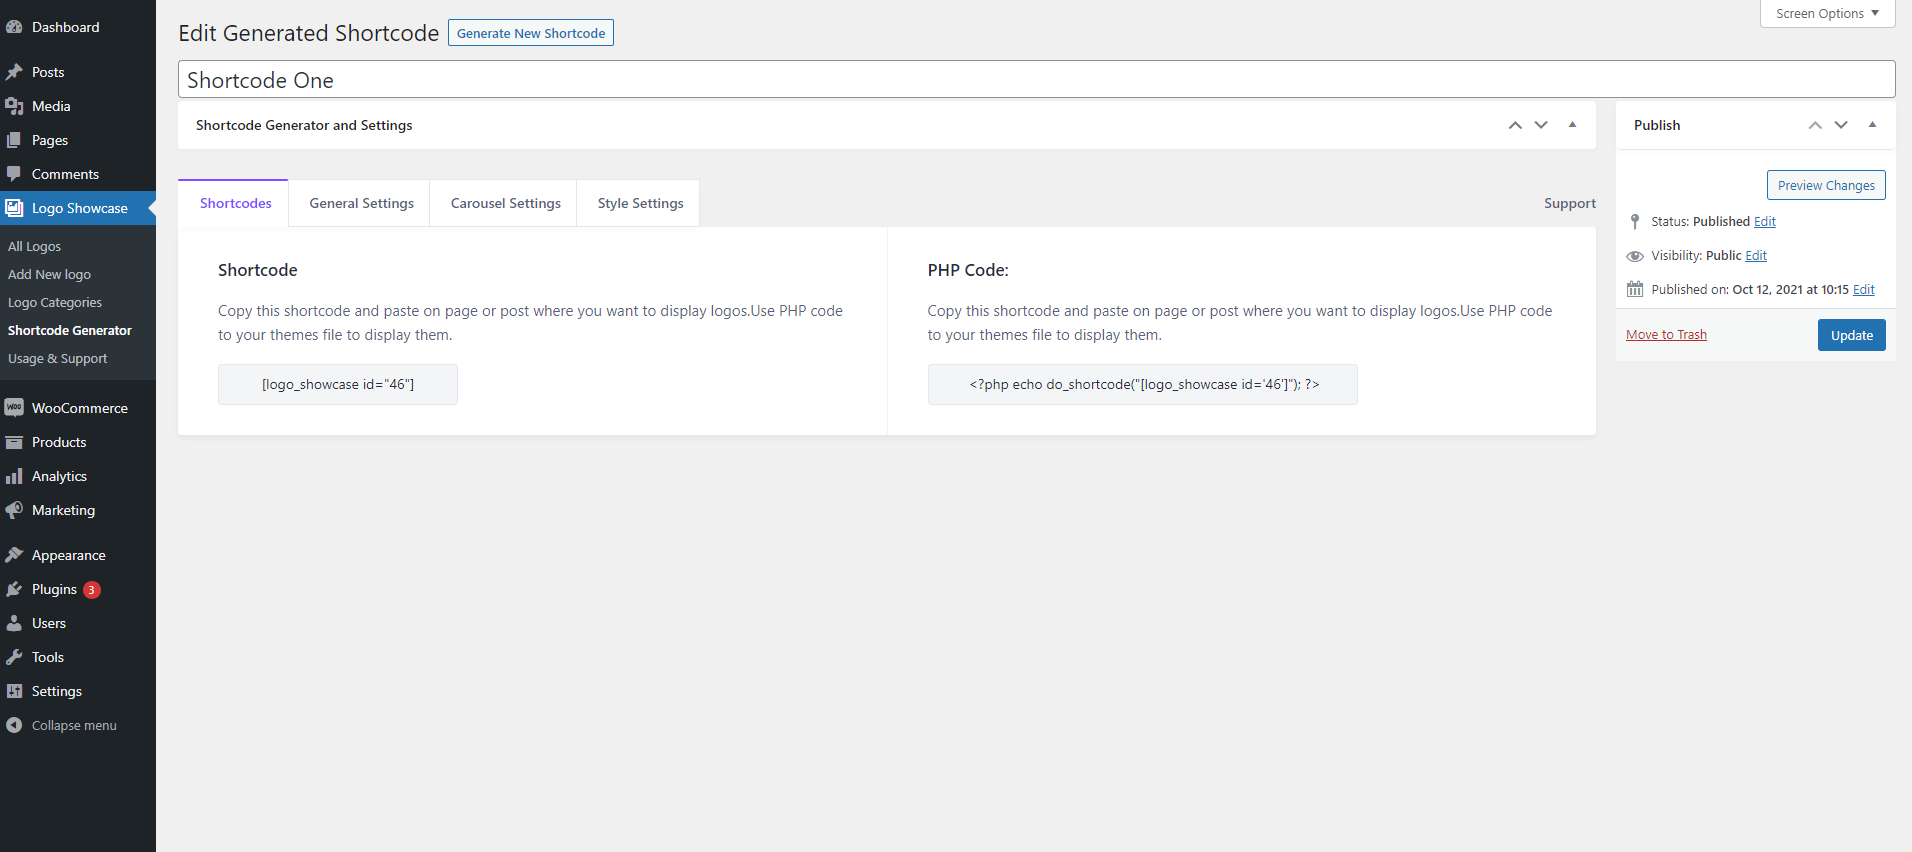 Dashboard
Posts
Media
Pages
Comments
Logo Showcase
All Logos
Add New logo
Logo Categories
Shortcode Generator
Usage & Support
WOO WooCommerce
Products
Analytics
Marketing
Appearance
Plugins 3
Users
Tools
Settings
Collapse menu
Screen Options
Edit Generated Shortcode Generate New Shortcode
Shortcode One
Shortcode Generator and Settings
Shortcodes General Settings Carousel Settings Style Settings Support
Shortcode
Copy this shortcode and paste on page or post where you want to display logos.Use PHP code
to your themes file to display them.
[logo_showcase id="46"]
PHP Code:
Copy this shortcode and paste on page or post where you want to display logos.Use PHP code
to your themes file to display them.
<?php echo do_shortcode("[logo_showcase id='46']"); ?>
Publish
Preview Changes
Status: Published Edit
Visibility: Public Edit
Published on: Oct 12, 2021 at 10:15 Edit
Move to Trash Update